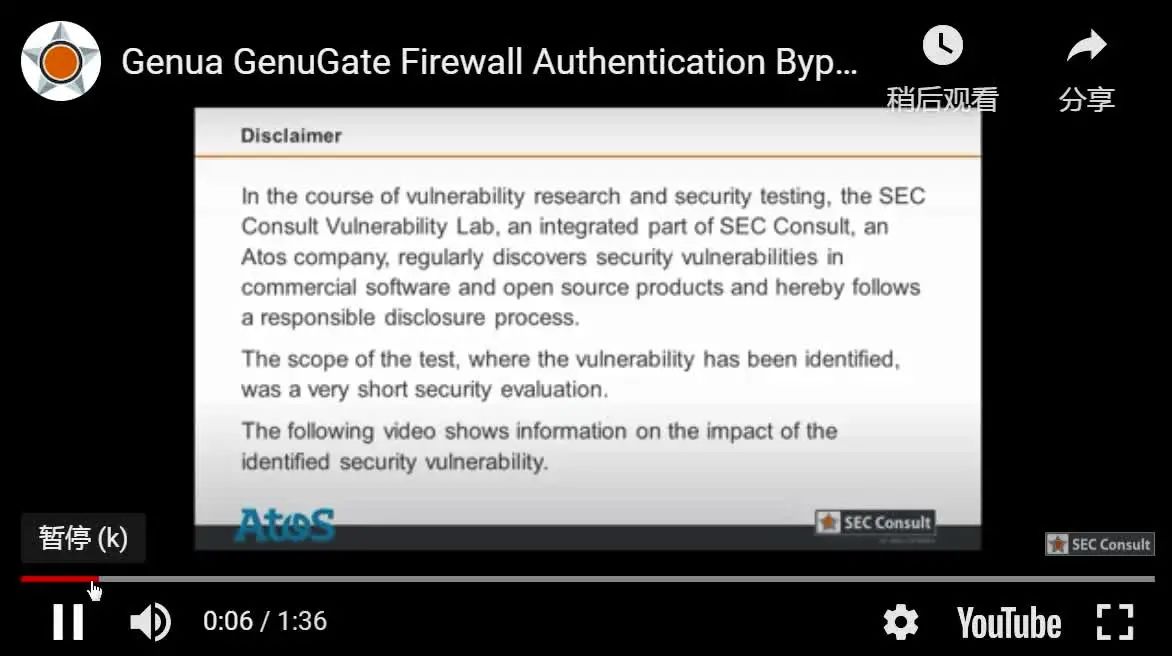 Genua GenuGate Firewall Authentication Byp...
稍后观看
分享
Disclaimer
In the course of vulnerability research and security testing, the SEC
Consult Vulnerability Lab, an integrated part of SEC Consult, an
Atos company, regularly discovers security vulnerabilities in
commercial software and open source products and hereby follows
a responsible disclosure process.
The scope of the test, where the vulnerability has been identified,
was a very short security evaluation.
The following video shows information on the impact of the
identified security vulnerability.
Atos
SEC Consult
SEC Consult
暂停 (k)
0:06 / 1:36
YouTube